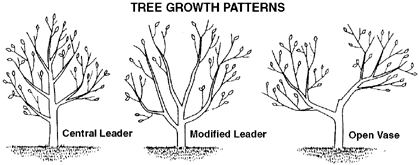 TREE GROWTH PATTERNS
Central Leader
Modified Leader
Open Vase